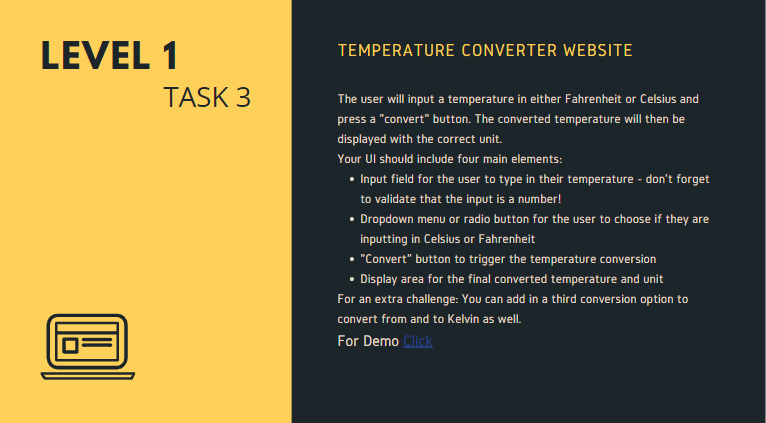 LEVEL 1
TASK 3
TEMPERATURE CONVERTER WEBSITE
The user will input a temperature in either Fahrenheit or Celsius and
press a "convert" button. The converted temperature will then be
displayed with the correct unit.
Your UI should include four main elements:
• Input field for the user to type in their temperature - don't forget
to validate that the input is a number!
• Dropdown menu or radio button for the user to choose if they are
inputting in Celsius or Fahrenheit
• "Convert" button to trigger the temperature conversion
• Display area for the final converted temperature and unit
For an extra challenge: You can add in a third conversion option to
convert from and to Kelvin as well.
For Demo Click